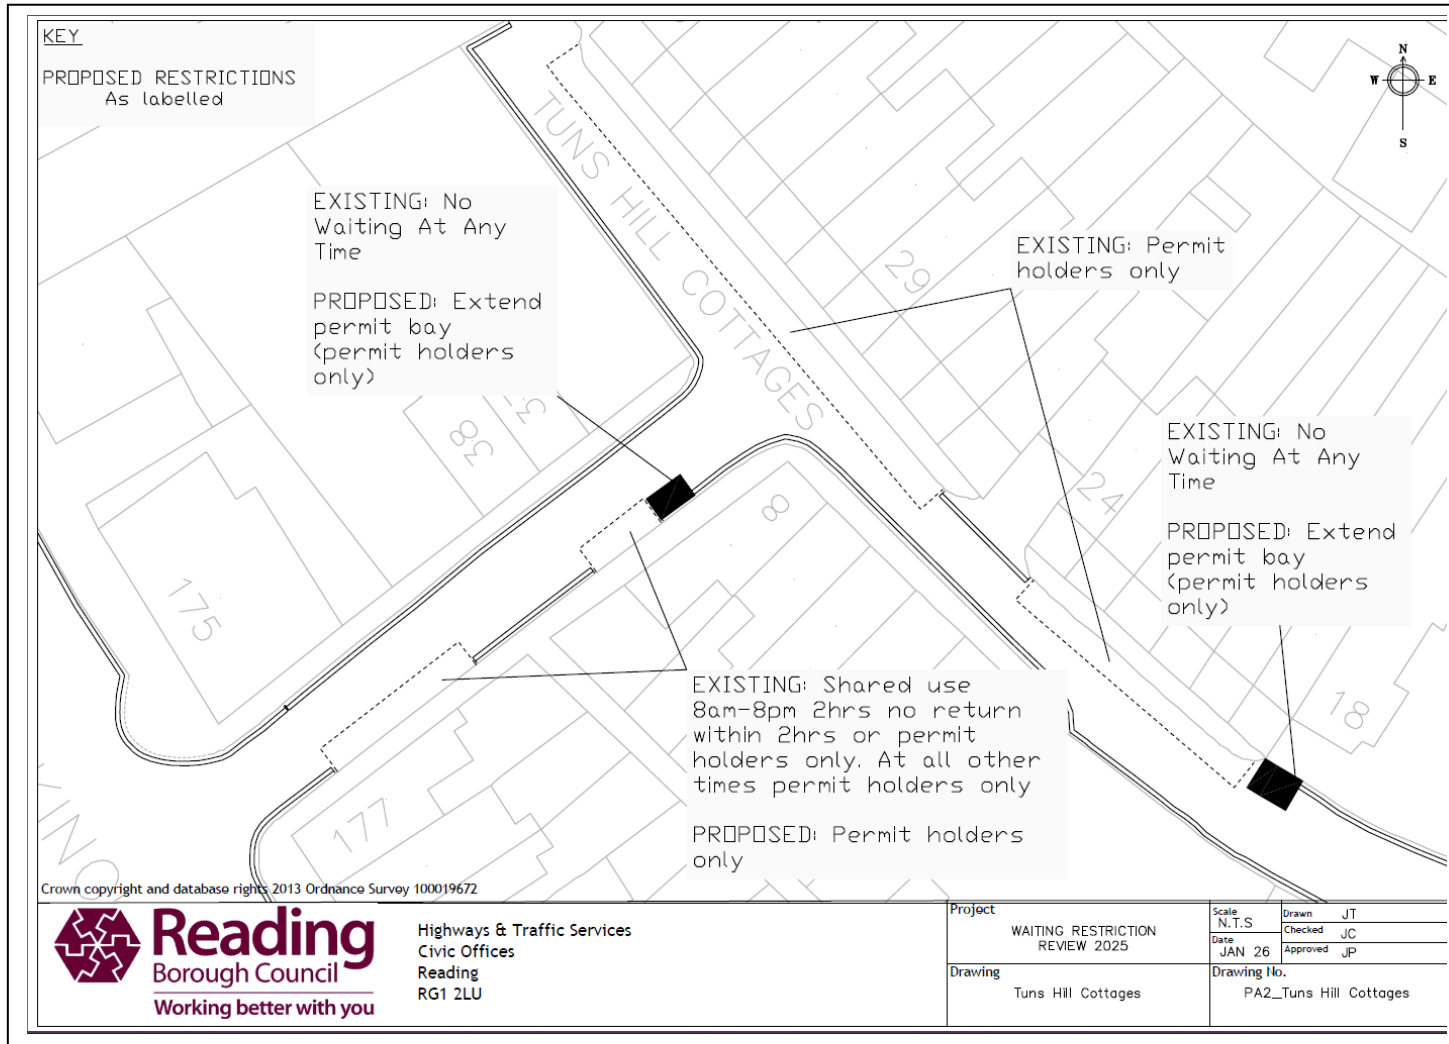 KEY
PROPOSED RESTRICTIONS
As labelled
N
W
E
S
TUNS HILL COTTAGES
EXISTING: No
Waiting At Any
Time
PROPOSED: Extend
permit bay
(permit holders
only)
EXISTING: Permit
holders only
29
38
8
24
EXISTING: No
Waiting At Any
Time
PROPOSED: Extend
permit bay
(permit holders
only)
175
18
EXISTING: Shared use
8am-8pm 2hrs no return
within 2hrs or permit
holders only. At all other
times permit holders only
PROPOSED: Permit holders
only
177
Crown copyright and database rights 2013 Ordnance Survey 100019672
Reading
Borough Council
Working better with you
Highways & Traffic Services
Civic Offices
Reading
RG1 2LU
Project
WAITING RESTRICTION
REVIEW 2025
Drawing
Tuns Hill Cottages
Scale
N.T.S
Date
JAN 26
Drawn JT
Checked JC
Approved JP
Drawing No.
PA2_Tuns Hill Cottages